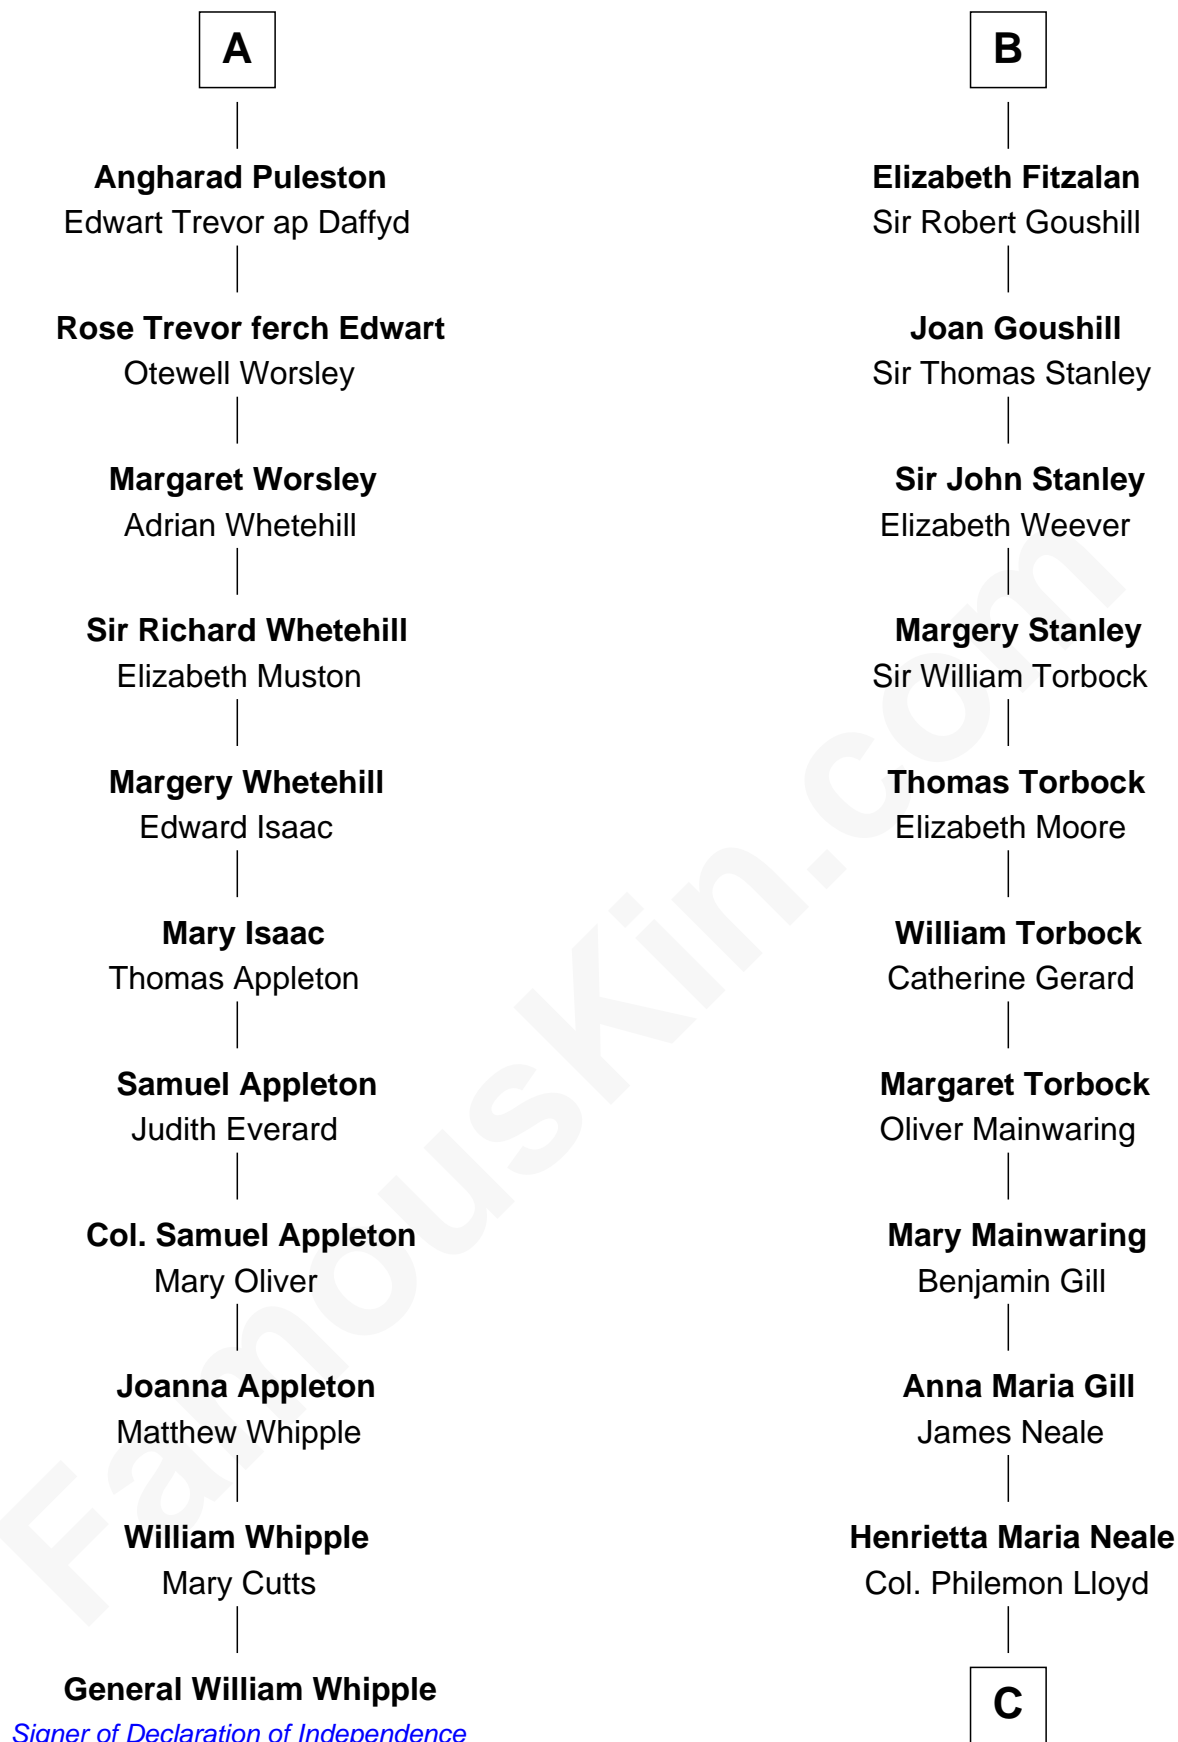 A
Angharad Puleston
Edwart Trevor ap Daffyd
Rose Trevor ferch Edwart
Otewell Worsley
Margaret Worsley
Adrian Whetehill
Sir Richard Whetehill
Elizabeth Muston
Margery Whetehill
Edward Isaac
Mary Isaac
Thomas Appleton
Samuel Appleton
Judith Everard
Col. Samuel Appleton
Mary Oliver
Joanna Appleton
Matthew Whipple
William Whipple
Mary Cutts
General William Whipple
Signer of Declaration of Independence
B
Elizabeth Fitzalan
Sir Robert Goushill
Joan Goushill
Sir Thomas Stanley
Sir John Stanley
Elizabeth Weever
Margery Stanley
Sir William Torbock
Thomas Torbock
Elizabeth Moore
William Torbock
Catherine Gerard
Margaret Torbock
Oliver Mainwaring
Mary Mainwaring
Benjamin Gill
Anna Maria Gill
James Neale
Henrietta Maria Neale
Col. Philemon Lloyd
C
FamousKin.com